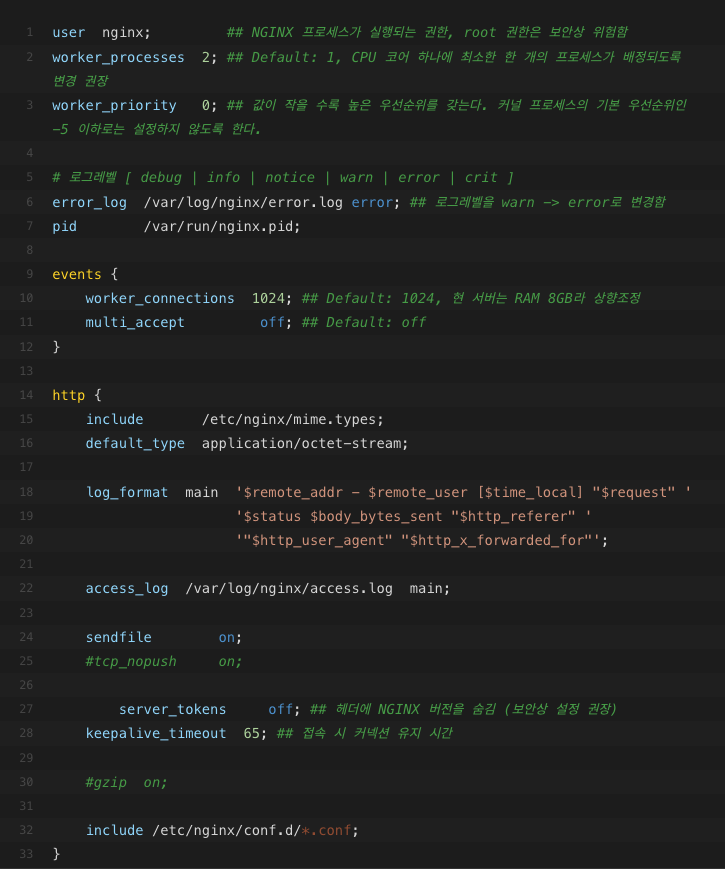 1 user  nginx;         ## NGINX 프로세스가 실행되는 권한, root 권한은 보안상 위험함
2 worker_processes  2; ## Default: 1, CPU 코어 하나에 최소한 한 개의 프로세스가 배정되도록
변경 권장
3 worker_priority   0; ## 값이 작을 수록 높은 우선순위를 갖는다. 커널 프로세스의 기본 우선순위인
-5 이하로는 설정하지 않도록 한다.
4
5 # 로그레벨 [ debug | info | notice | warn | error | crit ]
6 error_log  /var/log/nginx/error.log error; ## 로그레벨을 warn -> error로 변경함
7 pid        /var/run/nginx.pid;
8
9 events {
10     worker_connections  1024; ## Default: 1024, 현 서버는 RAM 8GB라 상향조정
11     multi_accept         off; ## Default: off
12 }
13
14 http {
15     include       /etc/nginx/mime.types;
16     default_type  application/octet-stream;
17
18     log_format  main  '$remote_addr - $remote_user [$time_local] "$request" '
19                       '$status $body_bytes_sent "$http_referer" '
20                       '"$http_user_agent" "$http_x_forwarded_for"';
21
22     access_log  /var/log/nginx/access.log  main;
23
24     sendfile        on;
25     #tcp_nopush     on;
26
27         server_tokens     off; ## 헤더에 NGINX 버전을 숨김 (보안상 설정 권장)
28     keepalive_timeout  65; ## 접속 시 커넥션 유지 시간
29
30     #gzip  on;
31
32     include /etc/nginx/conf.d/*.conf;
33 }